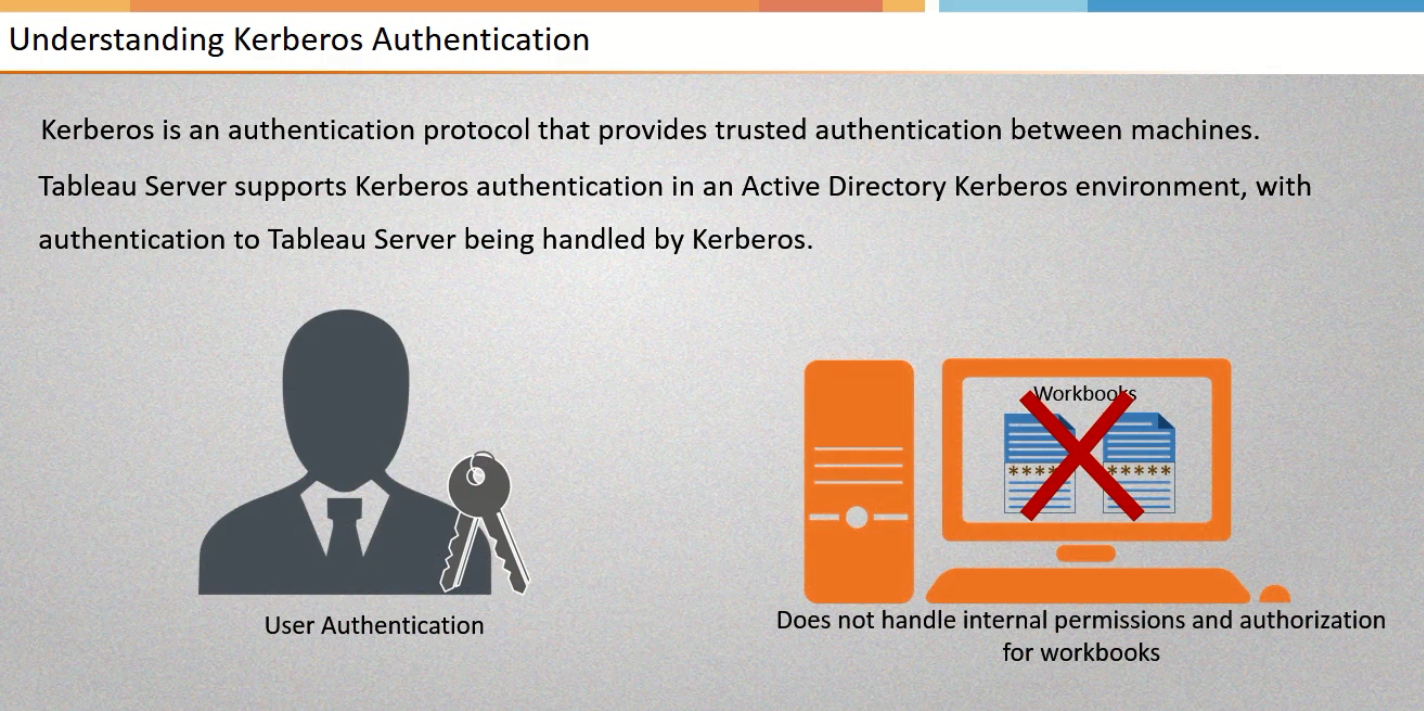 Understanding Kerberos Authentication
Kerberos is an authentication protocol that provides trusted authentication between machines.
Tableau Server supports Kerberos authentication in an Active Directory Kerberos environment, with
authentication to Tableau Server being handled by Kerberos.
Workbooks
**** *****
User Authentication
Does not handle internal permissions and authorization
for workbooks